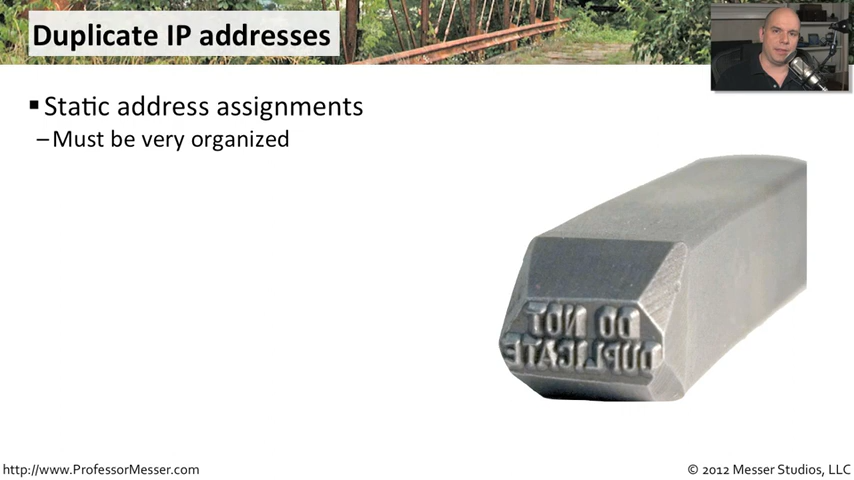 Duplicate IP addresses
▪ Static address assignments
– Must be very organized
DO NOT
DUPLICATE
http://www.ProfessorMesser.com
© 2012 Messer Studios, LLC